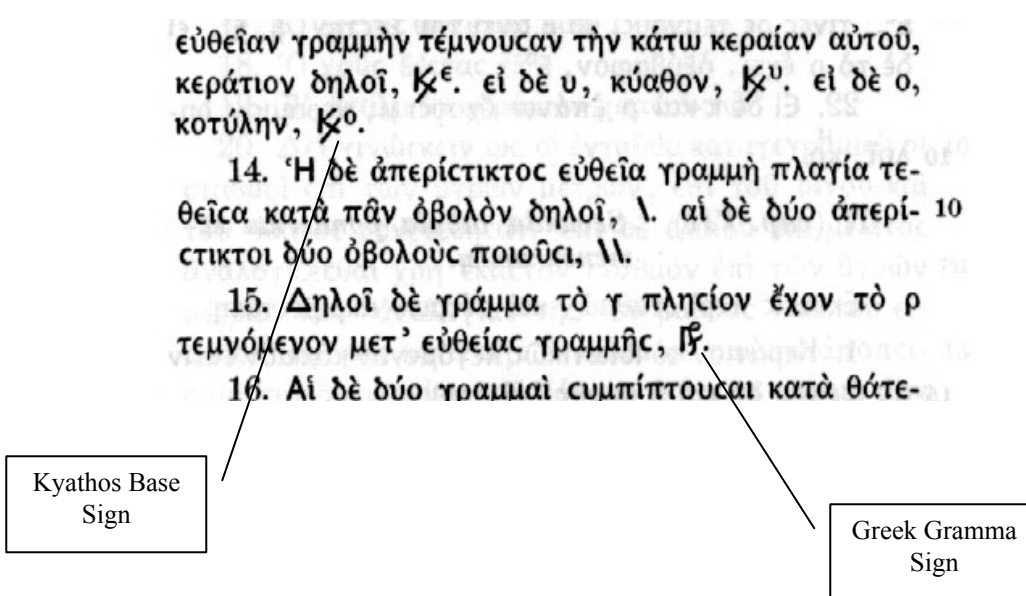 εὐθεῖαν γραμμὴν τέμνουϲαν τὴν κάτω κεραίαν αὐτοῦ,
κεράτιον δηλοῖ, Ϗ̷ε. εἰ δὲ υ, κύαθον, Ϗ̷υ. εἰ δὲ ο,
κοτύλην, Ϗ̷ο.
14. Ἡ δὲ ἀπερίϲτικτοϲ εὐθεῖα γραμμὴ πλαγία τε-
θεῖϲα κατὰ πᾶν ὀβολὸν δηλοῖ, \. αἱ δὲ δύο ἀπερί- 10
ϲτικτοι δύο ὀβολοὺϲ ποιοῦϲι, \\.
15. Δηλοῖ δὲ γράμμα τὸ γ πληϲίον ἔχον τὸ ρ
τεμνόμενον μετ’ εὐθείαϲ γραμμῆϲ,
16. Αἱ δὲ δύο γραμμαὶ ϲυμπίπτουϲαι κατὰ θάτε-
Kyathos Base
Sign
Greek Gramma
Sign